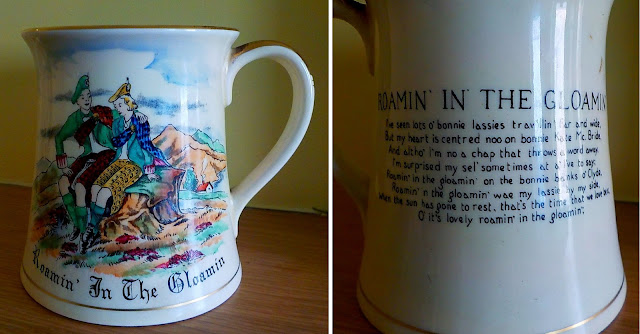 Roamin' In The Gloamin
ROAMIN' IN THE GLOAMIN'
I've seen lots o' bonnie lassies trav'llin' far and wide,
But my heart is centred noo on bonnie Kate Mc. Bride,
And altho' I'm no a chap that throws a word away,
I'm surprised my sel' sometimes at a' I've to say:
Roamin' in the gloamin' on the bonnie banks o' Clyde,
Roamin' in the gloamin' wae my lassie by my side,
When the sun has gone to rest, that's the time that we love best,
O' it's lovely roamin' in the gloamin'.